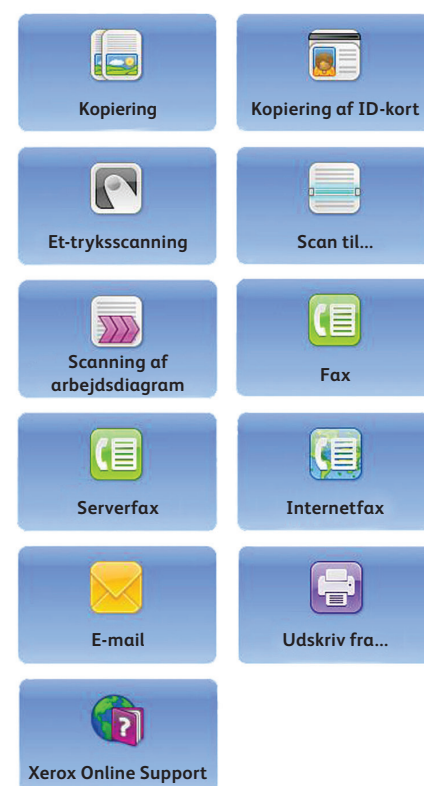 Kopiering
Kopiering af ID-kort
Et-tryksscanning
Scan til...
Scanning af
arbejdsdiagram
Fax
Serverfax
Internetfax
E-mail
Udskriv fra...
Xerox Online Support